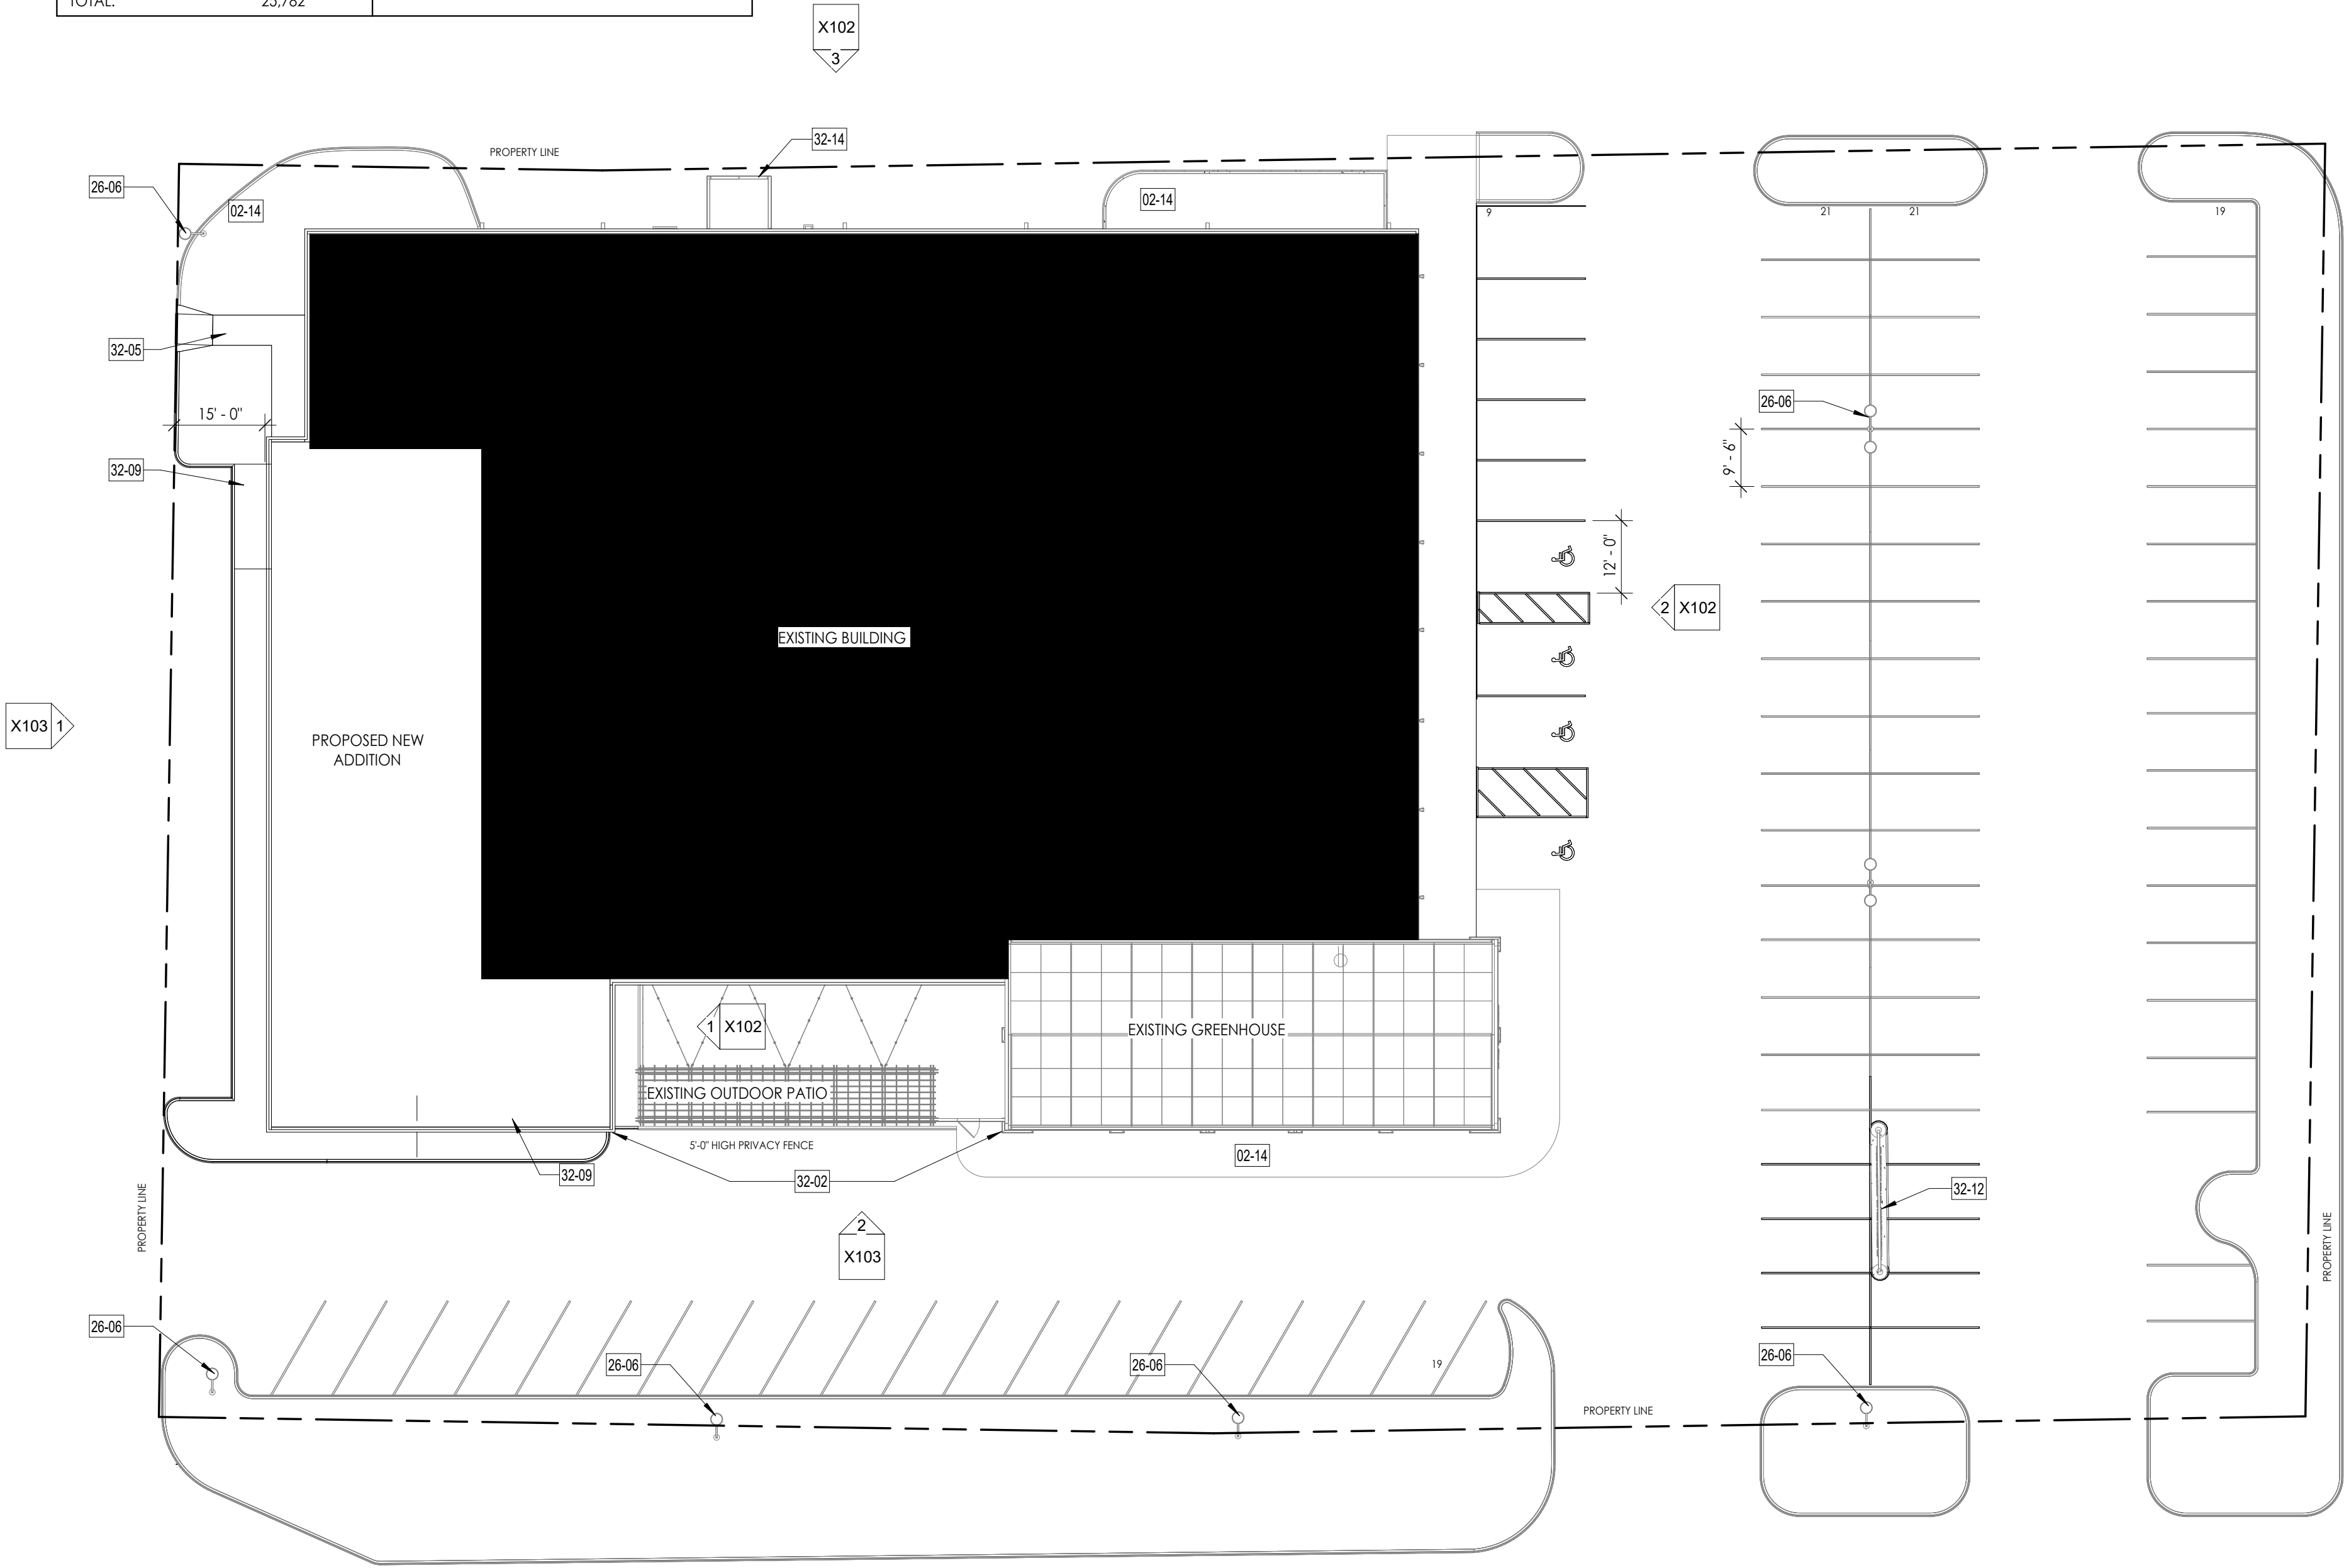 TOTAL: 25,782
X102
3
32-14
PROPERTY LINE
26-06
02-14
02-14
9
21
21
19
32-05
15' - 0"
26-06
9' - 6"
32-09
12' - 0"
2 X102
EXISTING BUILDING
X103 1
PROPOSED NEW
ADDITION
1 X102
EXISTING GREENHOUSE
EXISTING OUTDOOR PATIO
5'-0" HIGH PRIVACY FENCE
02-14
32-09
32-02
32-12
PROPERTY LINE
2
X103
PROPERTY LINE
26-06
26-06
26-06
19
26-06
PROPERTY LINE